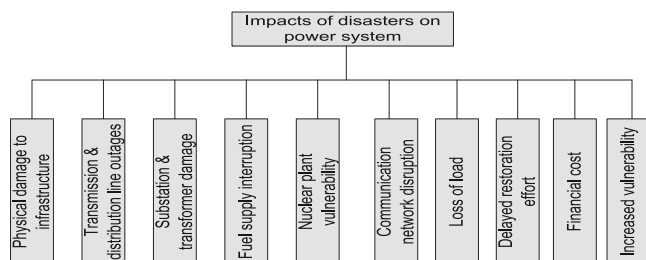 Impacts of disasters on
power system
Physical damage to
infrastructure
Transmission &
distribution line outages
Substation &
transformer damage
Fuel supply interruption
Nuclear plant
vulnerability
Communication
network disruption
Loss of load
Delayed restoration
effort
Financial cost
Increased vulnerability